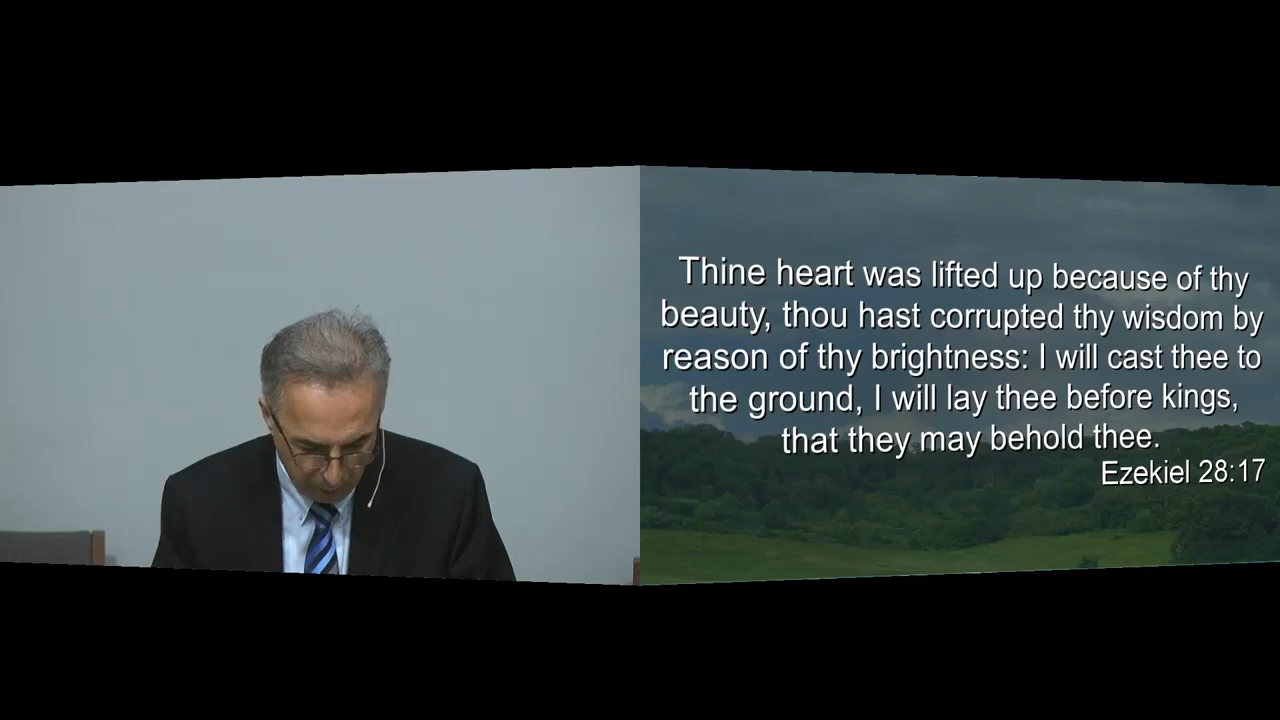 Thine heart was lifted up because of thy
beauty, thou hast corrupted thy wisdom by
reason of thy brightness: I will cast thee to
the ground, I will lay thee before kings,
that they may behold thee.
Ezekiel 28:17